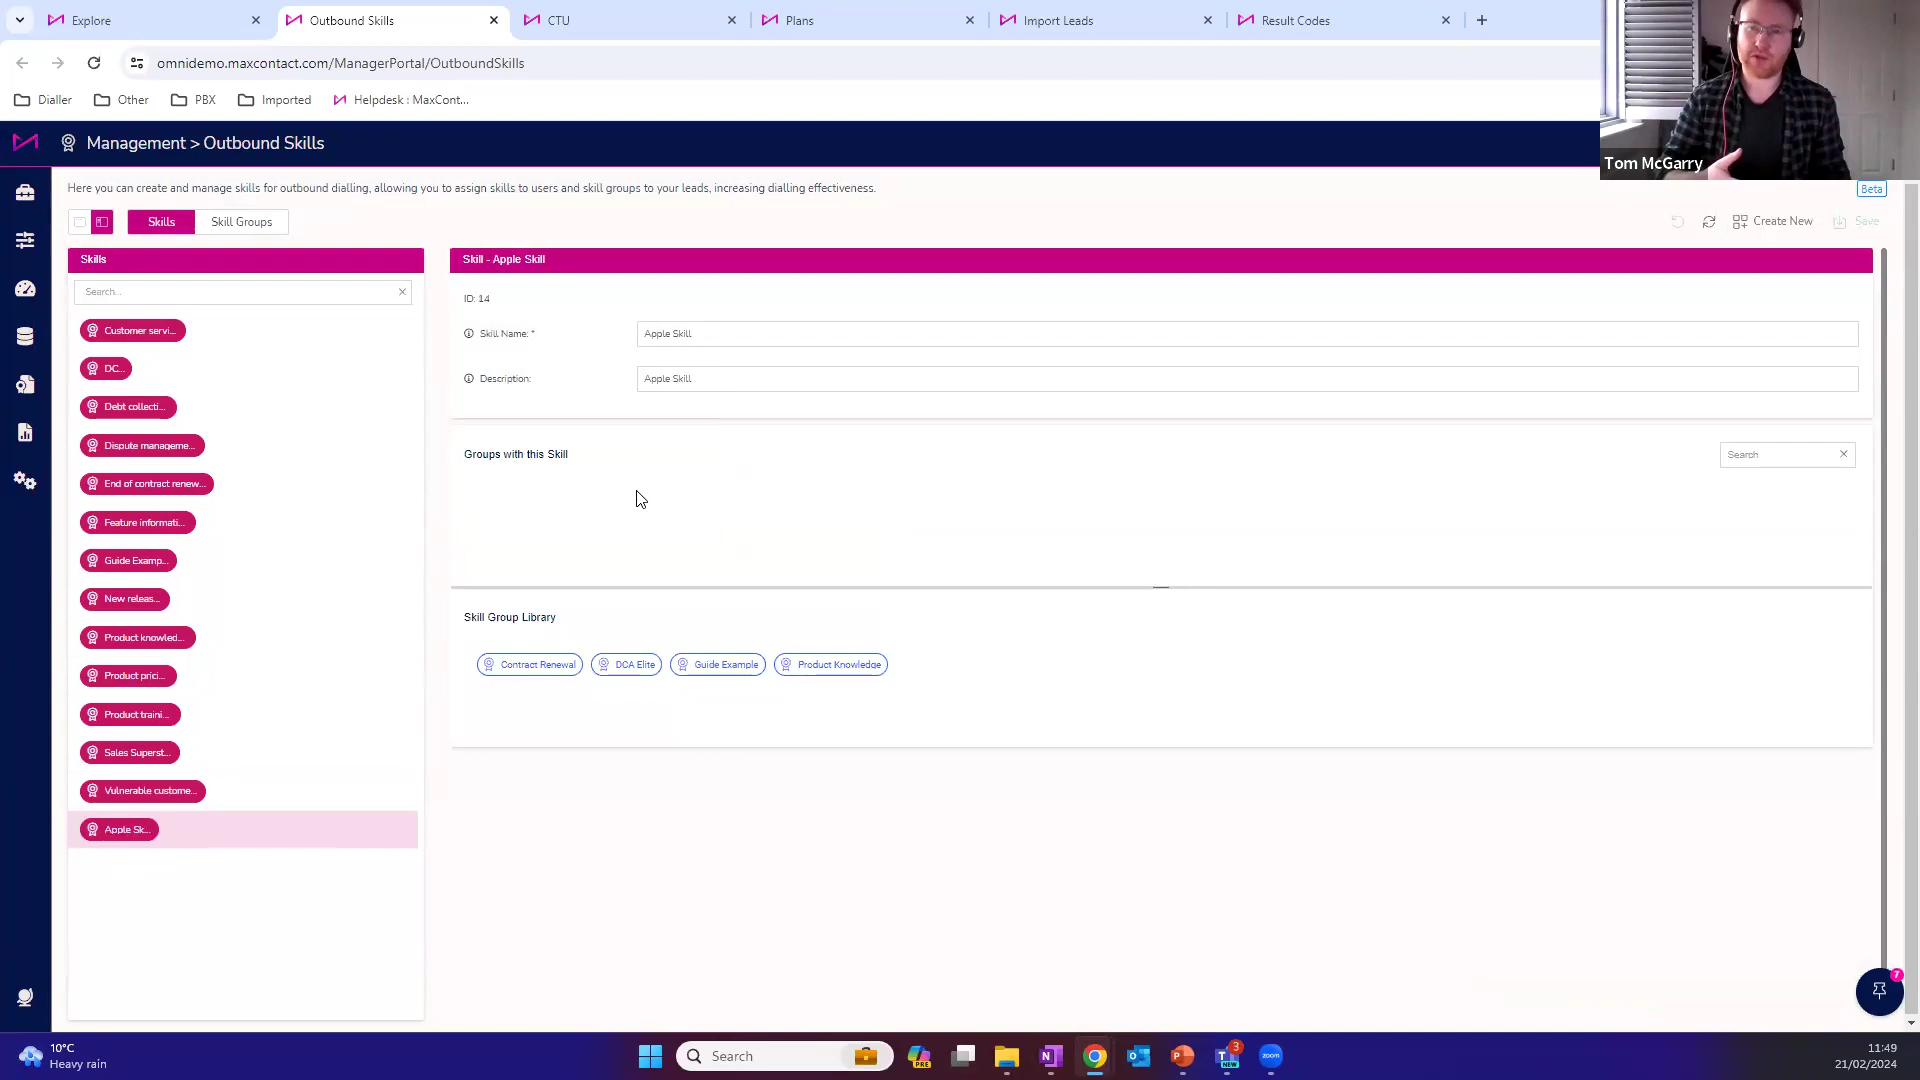 Explore
Outbound Skills
CTU
Plans
Import Leads
Result Codes
omnidemo.maxcontact.com/ManagerPortal/OutboundSkills
Dialler
Other
PBX
Imported
Helpdesk : MaxCont...
Tom McGarry
Management > Outbound Skills
Here you can create and manage skills for outbound dialling, allowing you to assign skills to users and skill groups to your leads, increasing dialling effectiveness.
Beta
Skills
Skill Groups
Create New
Save
Skills
Search...
Customer servi...
DC...
Debt collecti...
Dispute manageme...
End of contract renew...
Feature informati...
Guide Examp...
New releas...
Product knowled...
Product prici...
Product traini...
Sales Superst...
Vulnerable custome...
Apple Sk...
Skill - Apple Skill
ID: 14
Skill Name: *
Apple Skill
Description:
Apple Skill
Groups with this Skill
Search
Skill Group Library
Contract Renewal
DCA Elite
Guide Example
Product Knowledge
7
10°C
Heavy rain
Search
PRE
N
T
NEW
3
zoom
11:49
21/02/2024